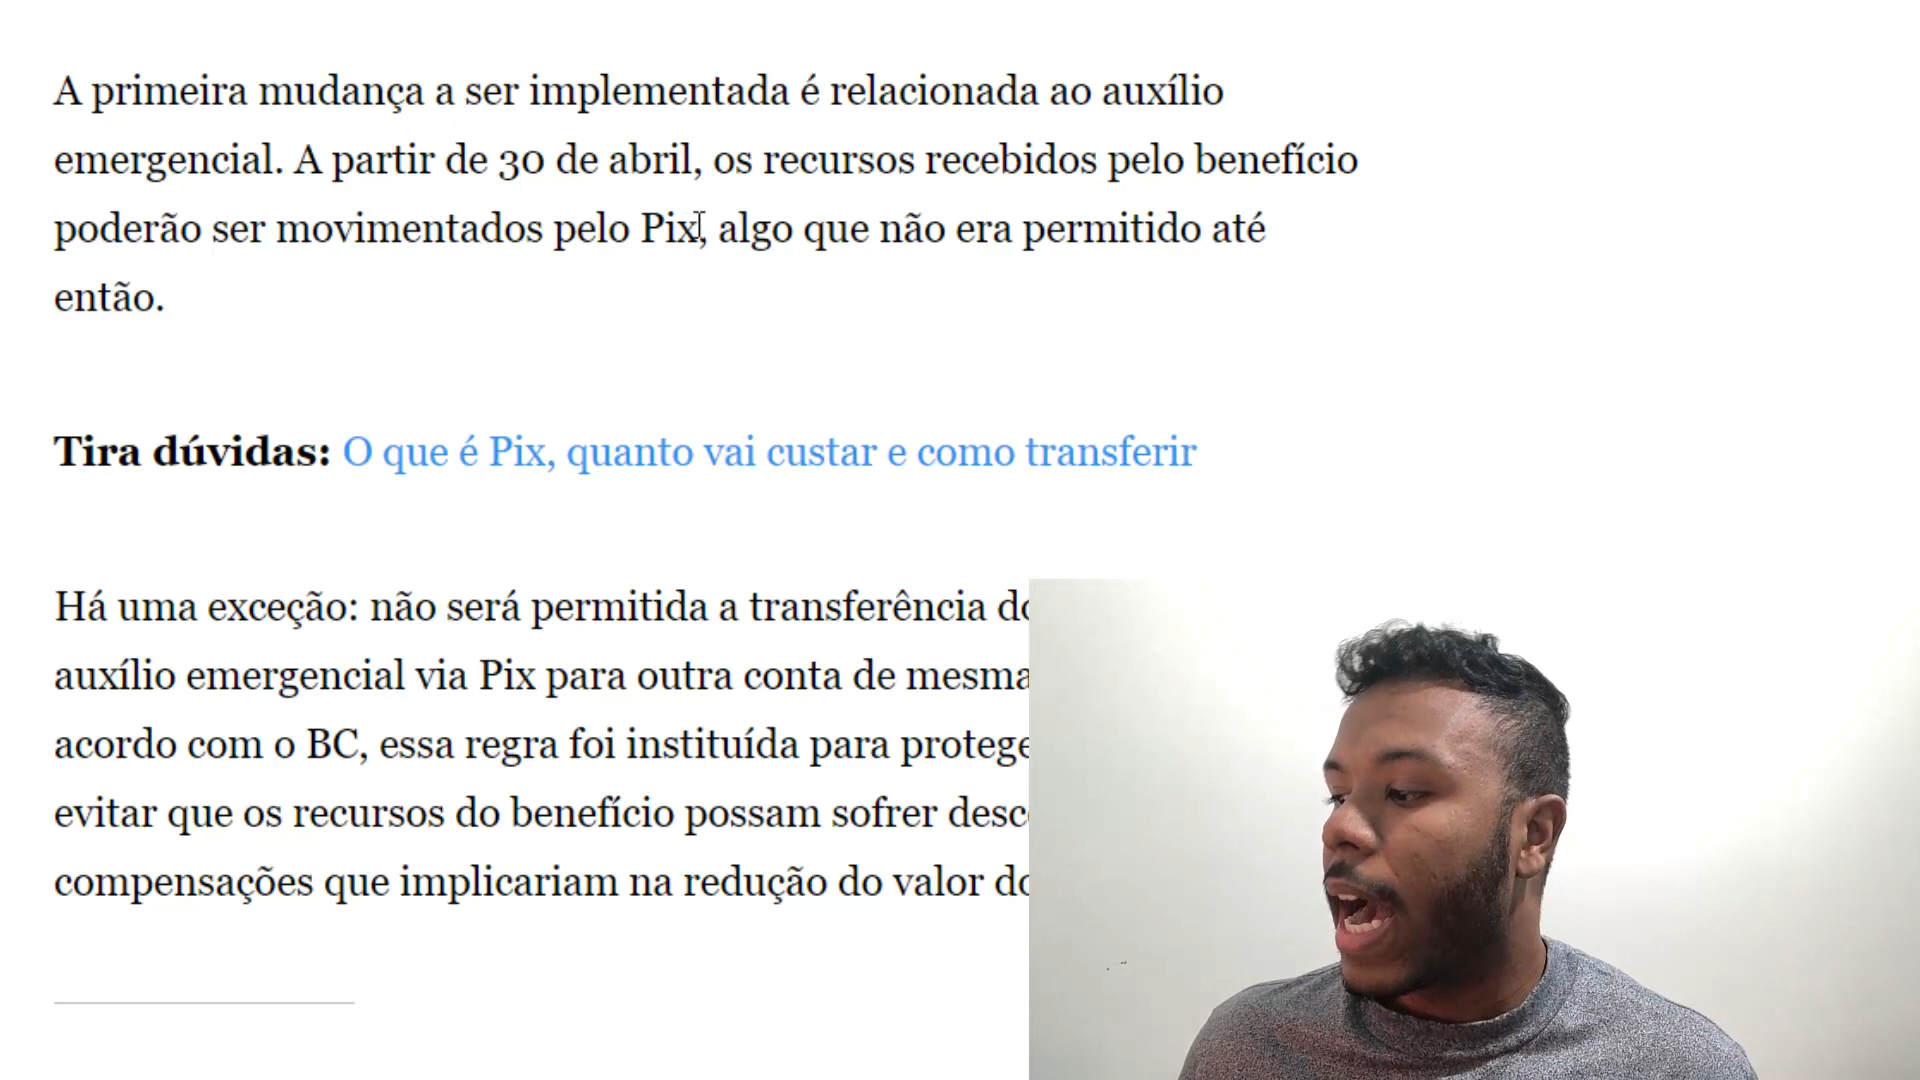 A primeira mudança a ser implementada é relacionada ao auxílio
emergencial. A partir de 30 de abril, os recursos recebidos pelo benefício
poderão ser movimentados pelo Pix, algo que não era permitido até
então.
Tira dúvidas: O que é Pix, quanto vai custar e como transferir
Há uma exceção: não será permitida a transferência
auxílio emergencial via Pix para outra conta de mesma
acordo com o BC, essa regra foi instituída para
evitar que os recursos do benefício possam sofrer
compensações que implicariam na redução do valor